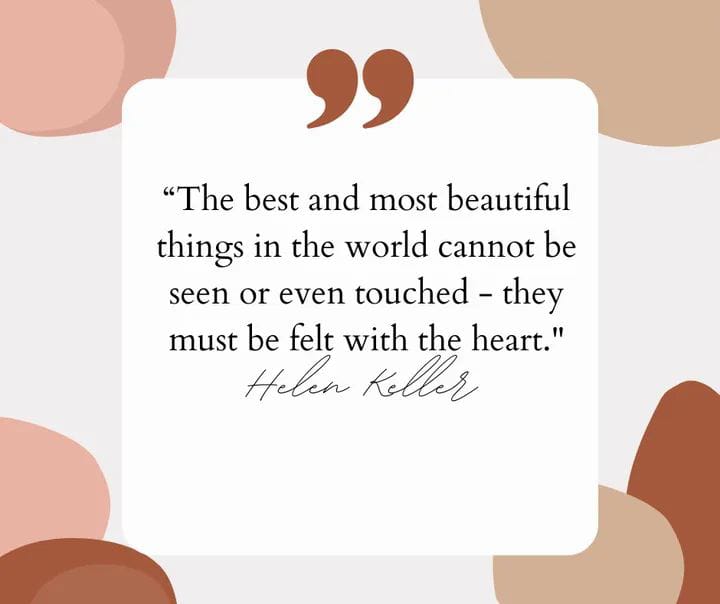 “The best and most beautiful
things in the world cannot be
seen or even touched - they
must be felt with the heart."
Helen Keller